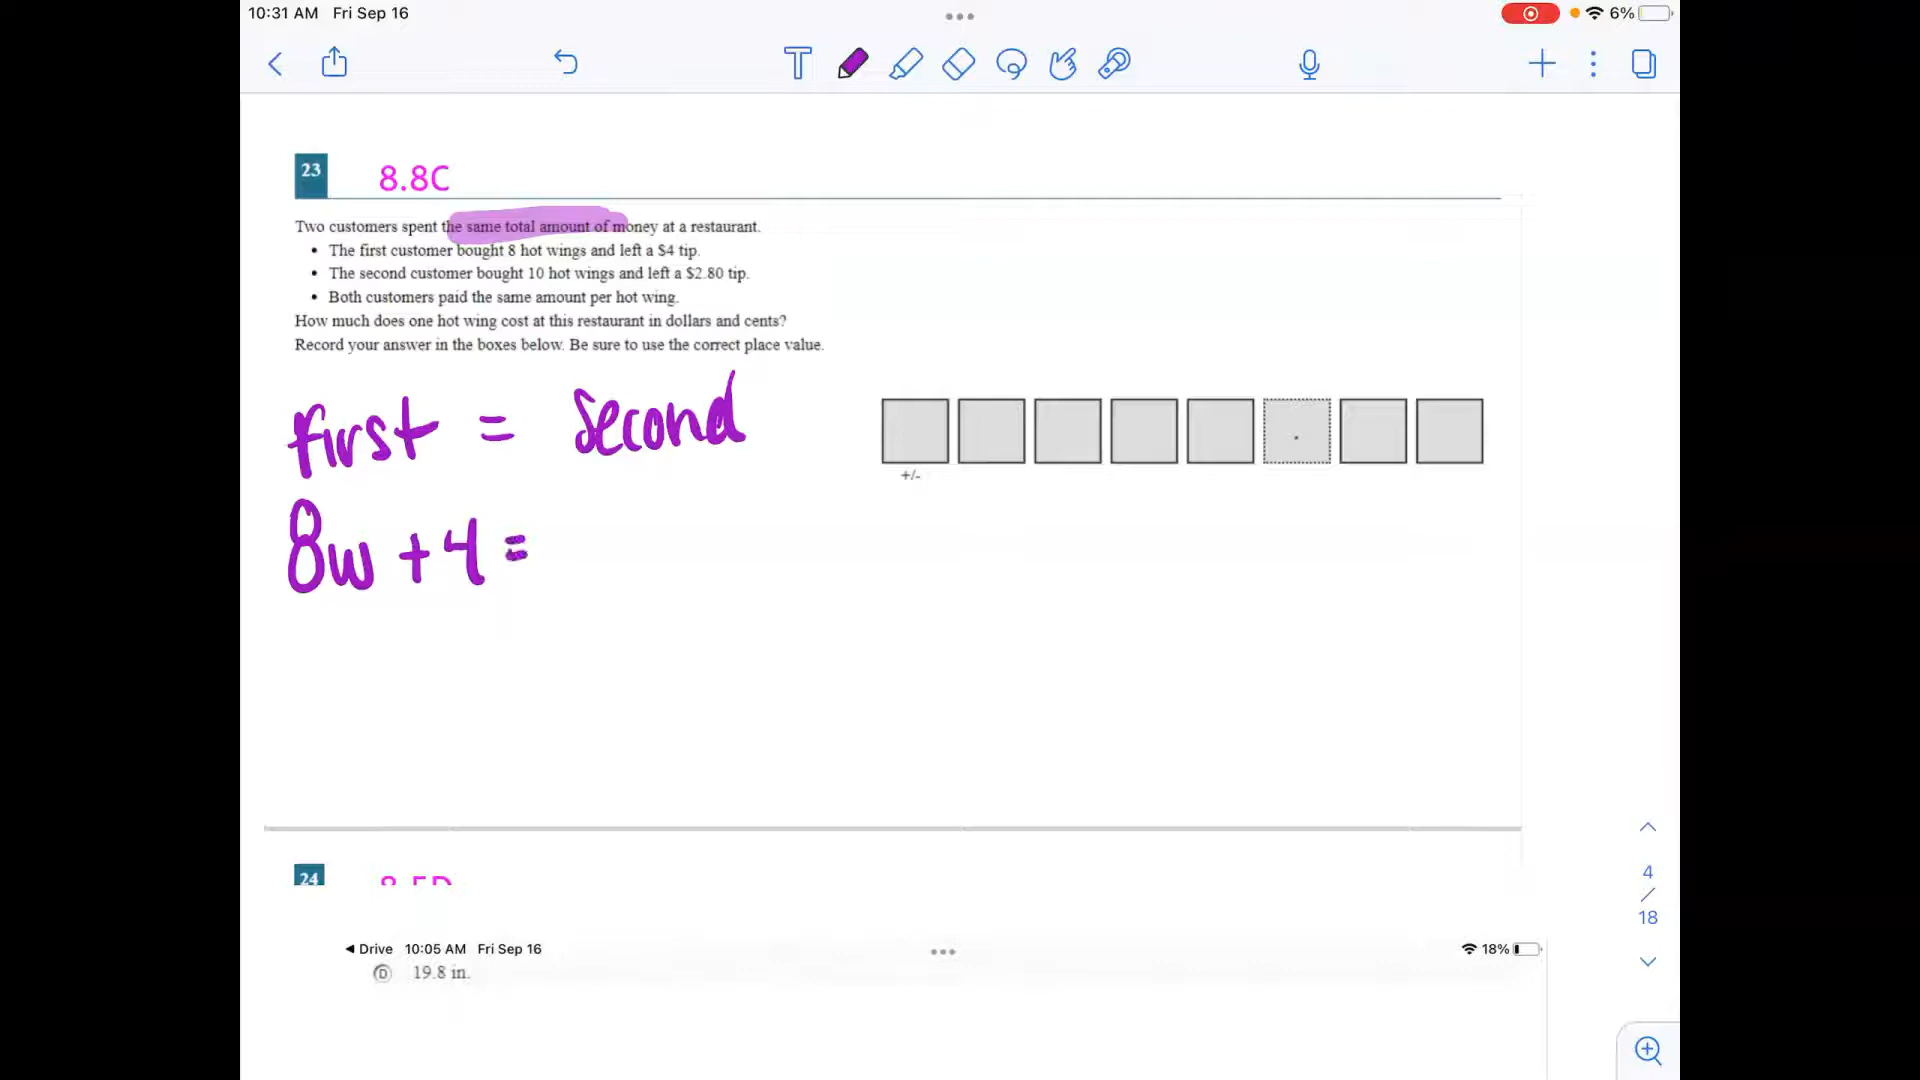 10:31 AM Fri Sep 16
6%
23 8.8C
Two customers spent the same total amount of money at a restaurant.
• The first customer bought 8 hot wings and left a $4 tip.
• The second customer bought 10 hot wings and left a $2.80 tip.
• Both customers paid the same amount per hot wing.
How much does one hot wing cost at this restaurant in dollars and cents?
Record your answer in the boxes below. Be sure to use the correct place value.
first = second
.
+/-
8w + 4 =
24
4
/
18
Drive 10:05 AM Fri Sep 16
18%
D 19.8 in.